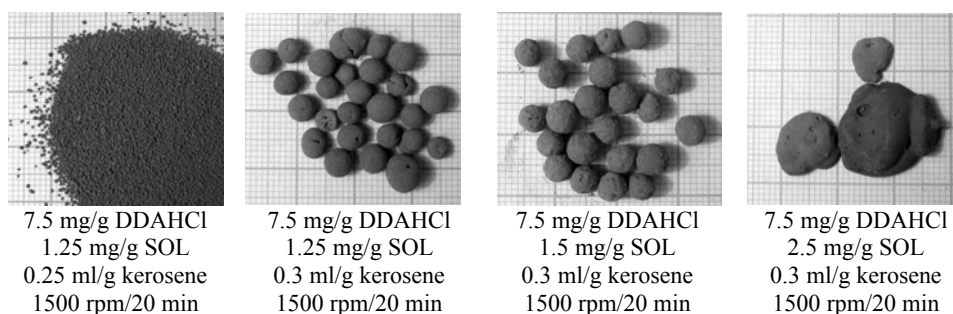 7.5 mg/g DDAHCl
1.25 mg/g SOL
0.25 ml/g kerosene
1500 rpm/20 min
7.5 mg/g DDAHCl
1.25 mg/g SOL
0.3 ml/g kerosene
1500 rpm/20 min
7.5 mg/g DDAHCl
1.5 mg/g SOL
0.3 ml/g kerosene
1500 rpm/20 min
7.5 mg/g DDAHCl
2.5 mg/g SOL
0.3 ml/g kerosene
1500 rpm/20 min